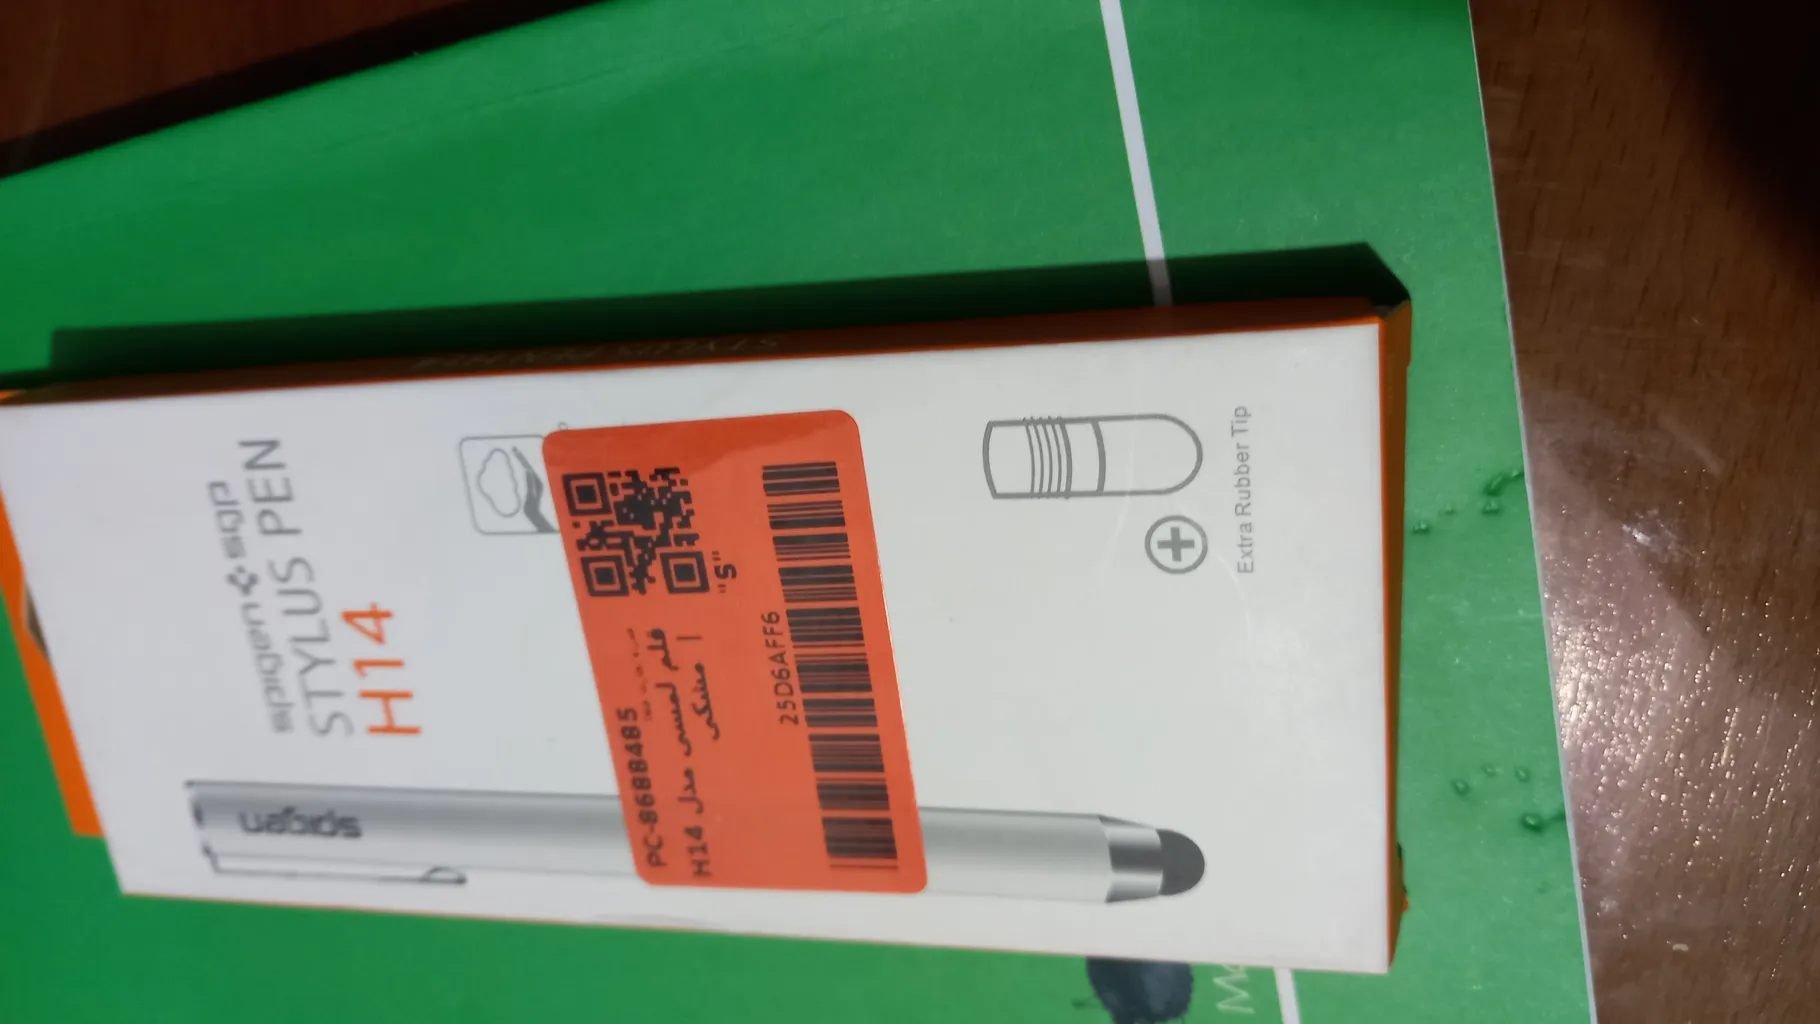 spigen sgp
STYLUS PEN
H14
spigen
PC-8688485
قلم لمسی مدل H14
| مشکی
"S"
25D6AFF6
Extra Rubber Tip